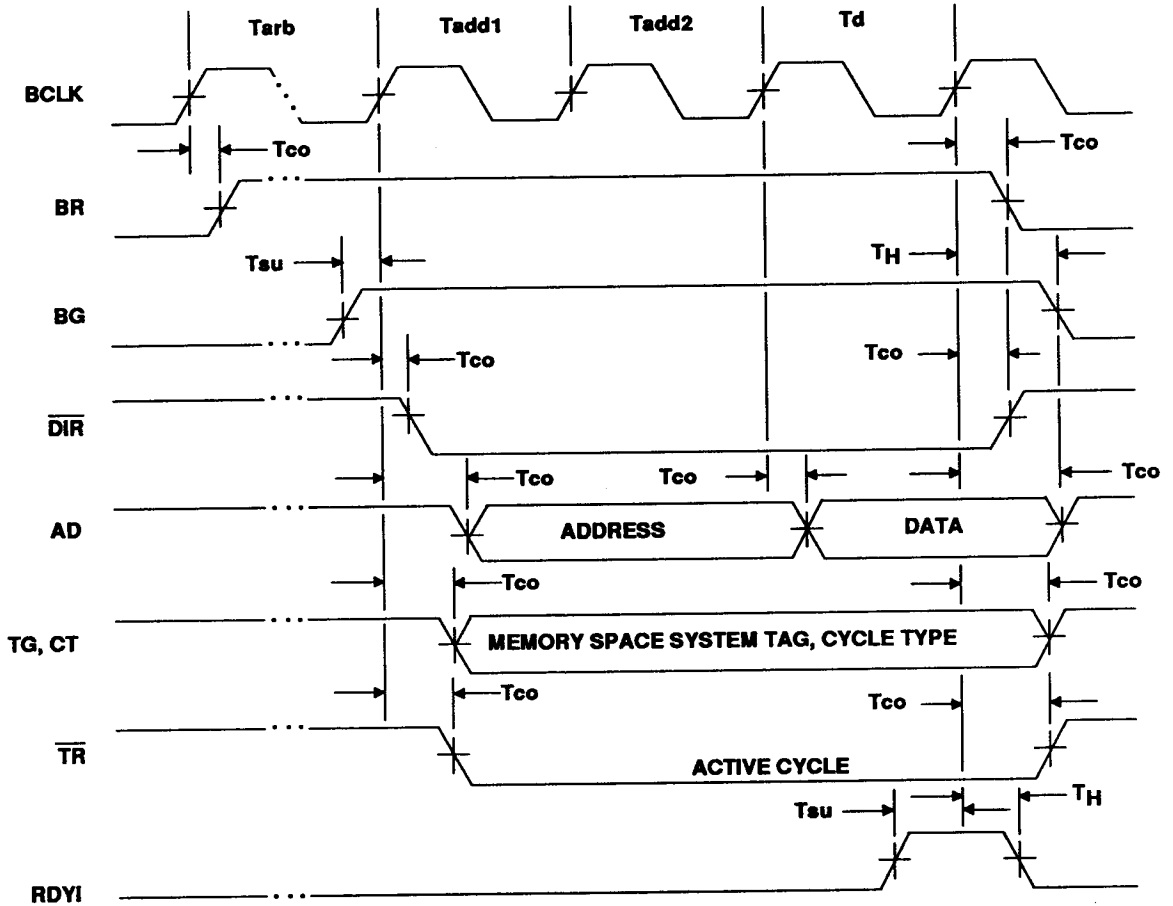 Tarb Tadd1 Tadd2 Td
BCLK
Tco Tco
BR
Tsu TH
BG
Tco Tco
DIR
Tco Tco Tco
AD ADDRESS DATA
Tco Tco
TG, CT MEMORY SPACE SYSTEM TAG, CYCLE TYPE
Tco Tco
TR ACTIVE CYCLE
Tsu TH
RDYI